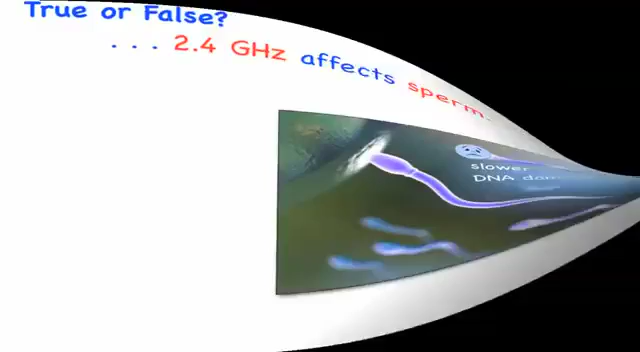 True or False?
. . . 2.4 GHz affects sperm.
slower
DNA